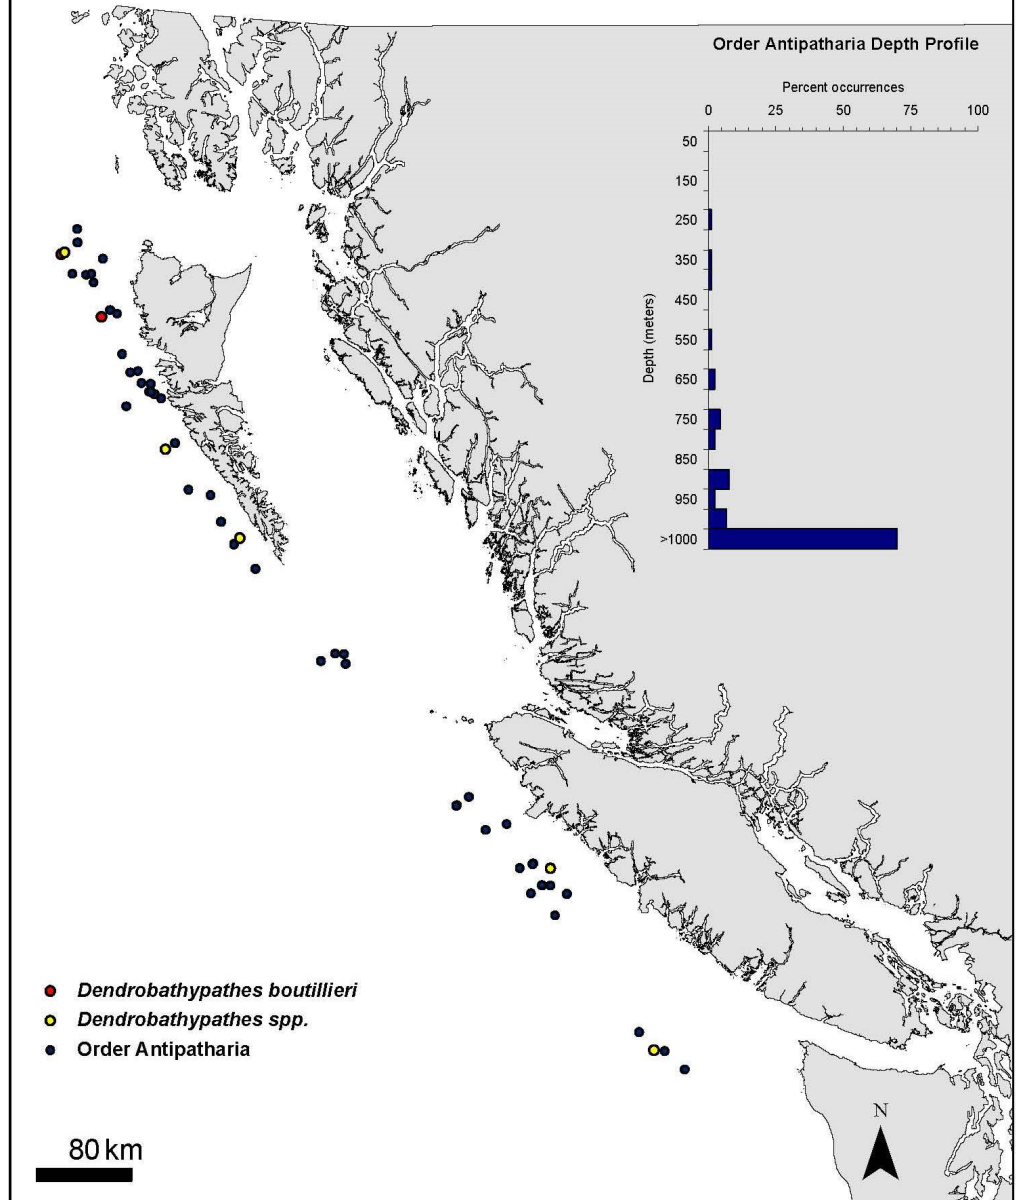 Order Antipatharia Depth Profile
Percent occurrences
0 25 50 75 100
50
150
250
350
450
550
650
750
850
950
>1000
Depth (meters)
Dendrobathypathes boutillieri
Dendrobathypathes spp.
Order Antipatharia
80 km
N